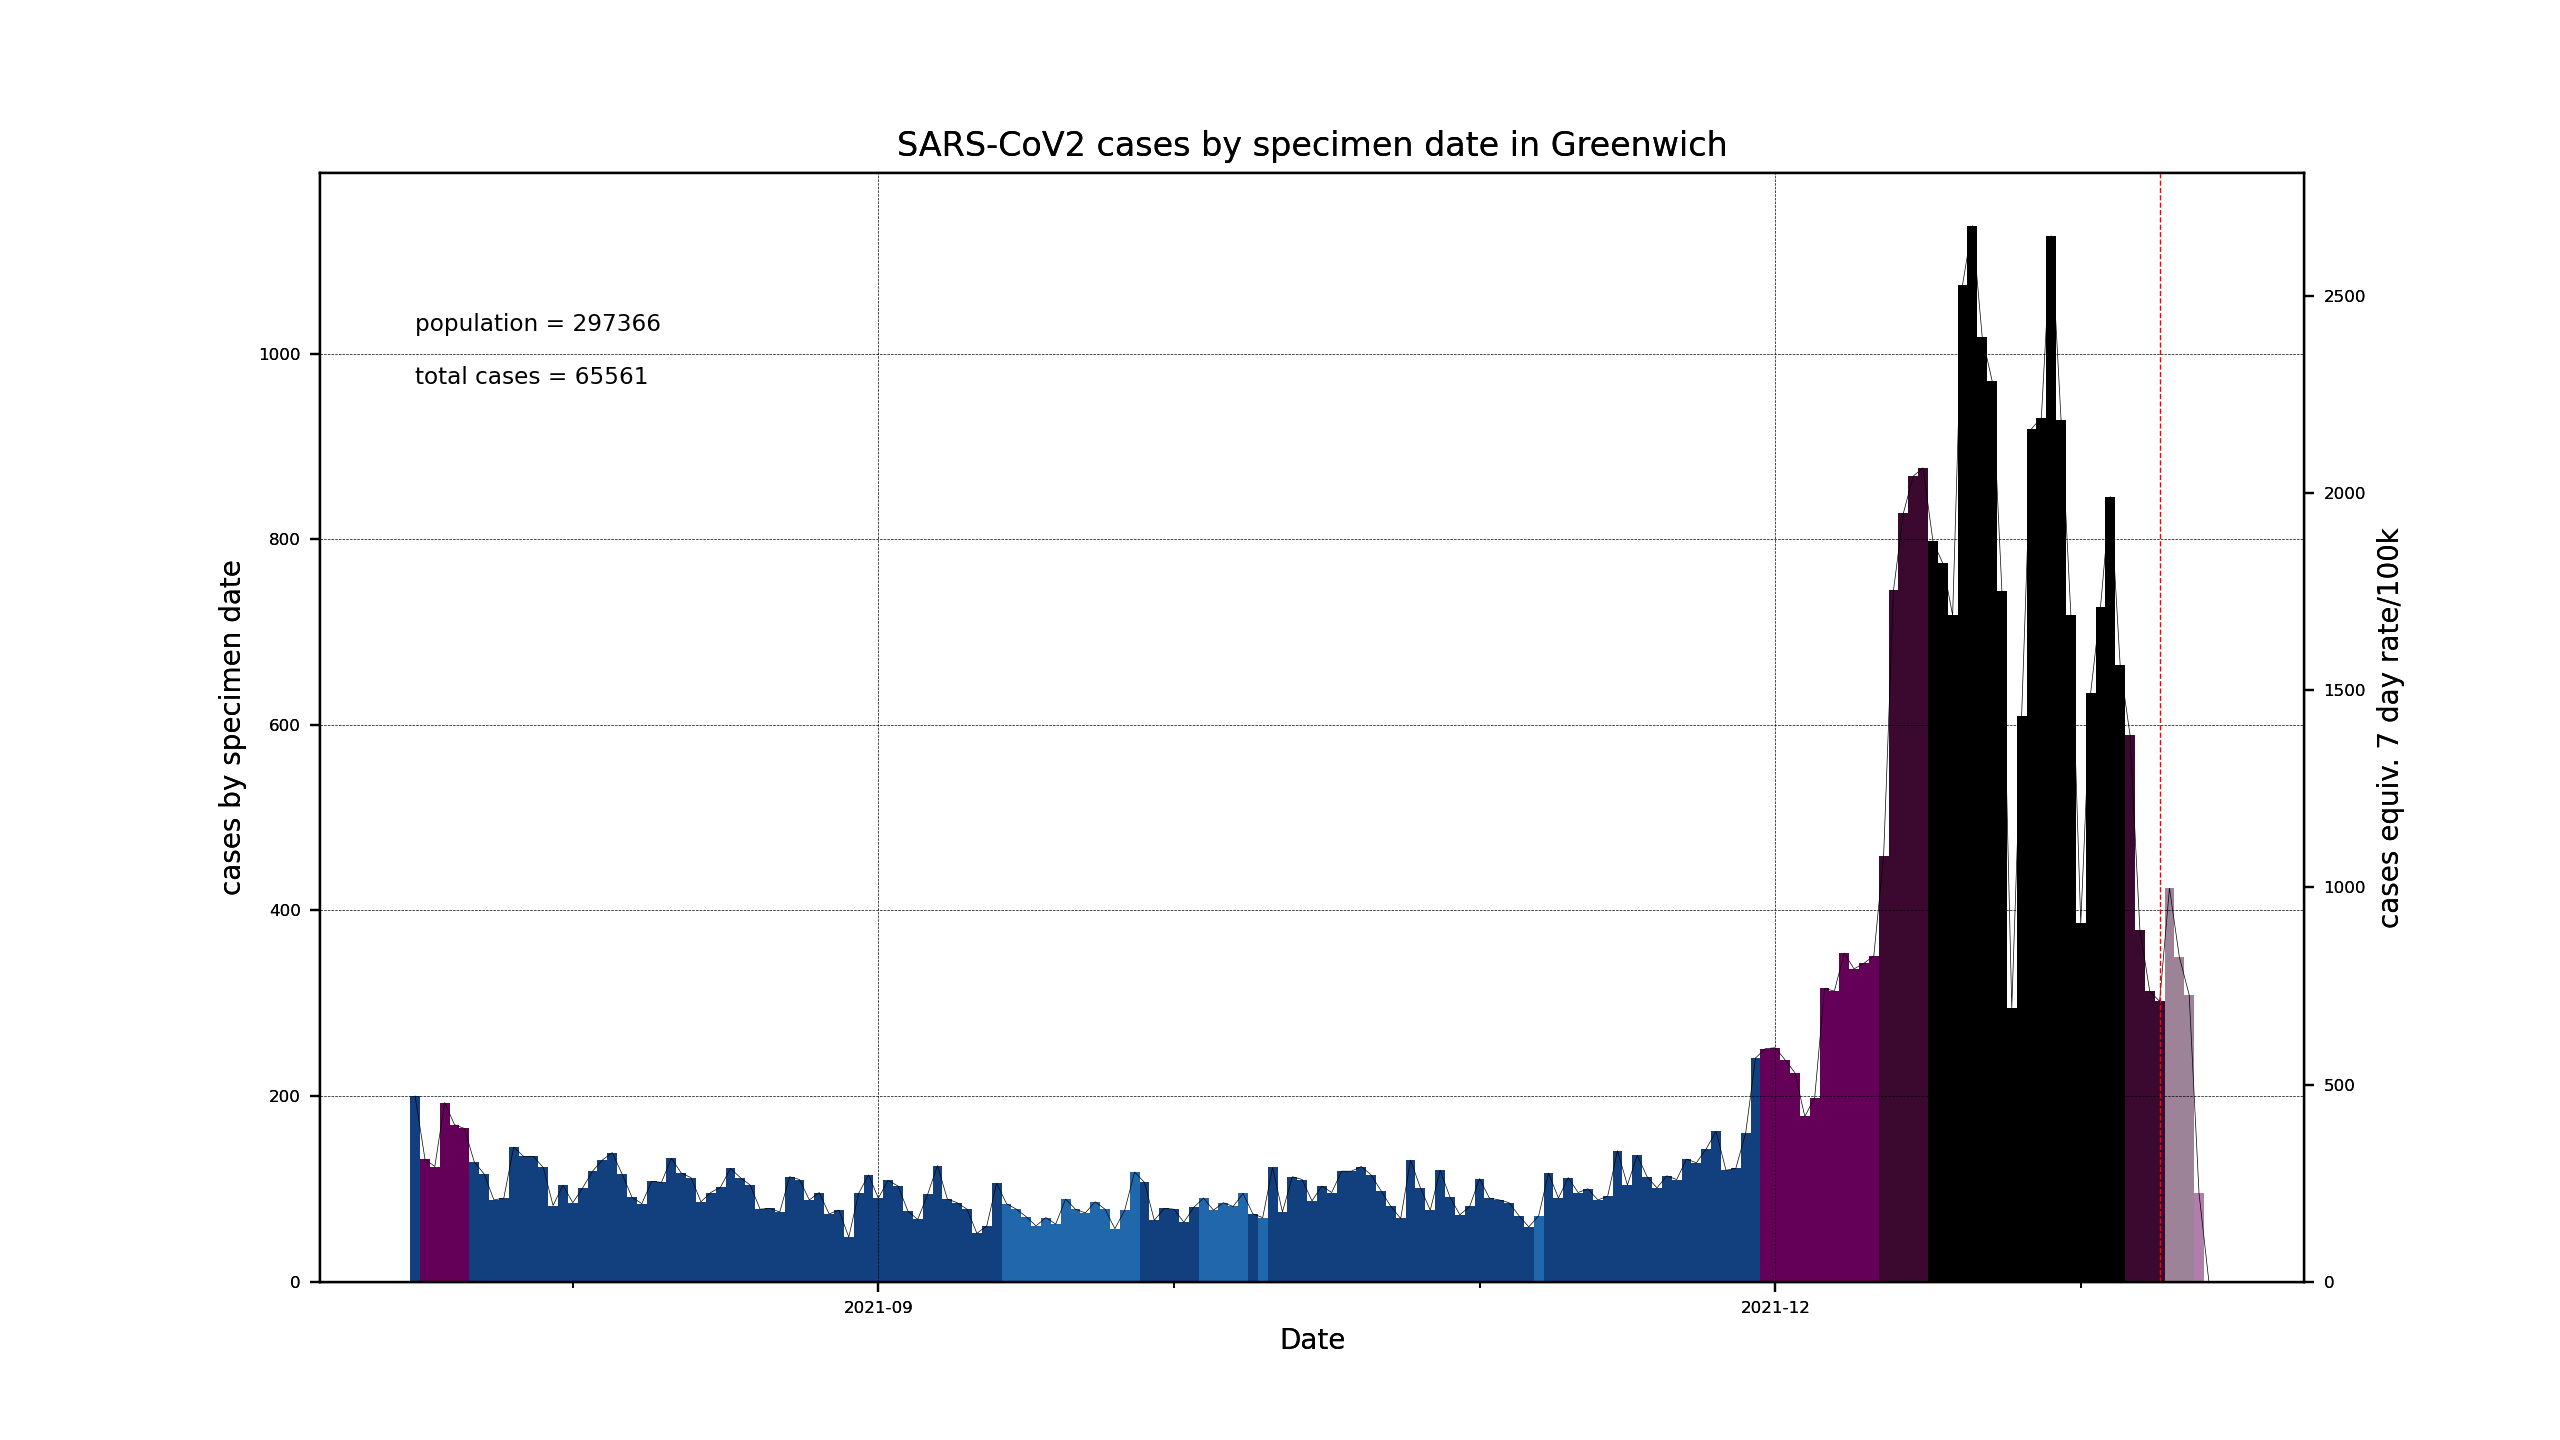 SARS-CoV2 cases by specimen date in Greenwich
population = 297366
total cases = 65561
cases by specimen date
1000
800
600
400
200
0
2500
2000
1500
1000
500
0
cases equiv. 7 day rate/100k
2021-09
2021-12
Date